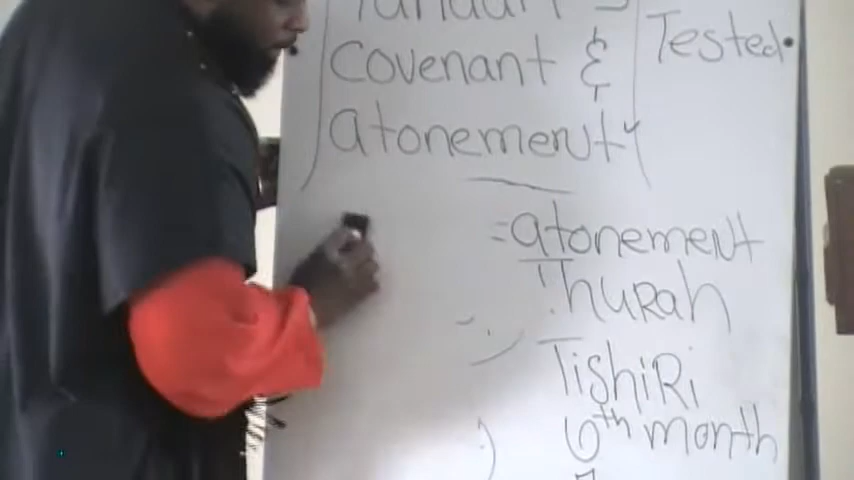 covenant &
atonement
Tested.
=atonement
ThuRah
TishiRi
6th month